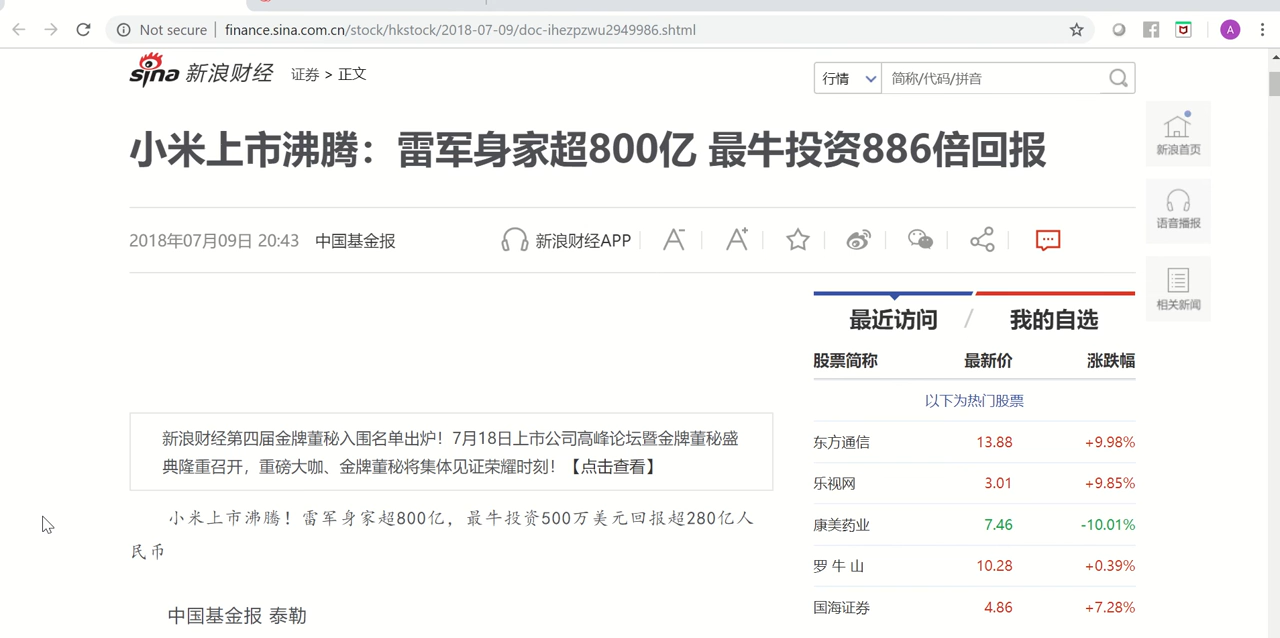 Not secure | finance.sina.com.cn/stock/hkstock/2018-07-09/doc-ihezpzwu2949986.shtml
A
sina 新浪财经 证券 > 正文
行情 简称/代码/拼音
小米上市沸腾：雷军身家超800亿 最牛投资886倍回报
新浪首页
语音播报
相关新闻
2018年07月09日 20:43 中国基金报
新浪财经APP A- A+
最近访问 / 我的自选
股票简称 最新价 涨跌幅
以下为热门股票
东方通信 13.88 +9.98%
乐视网 3.01 +9.85%
康美药业 7.46 -10.01%
罗 牛 山 10.28 +0.39%
国海证券 4.86 +7.28%
新浪财经第四届金牌董秘入围名单出炉！7月18日上市公司高峰论坛暨金牌董秘盛
典隆重召开，重磅大咖、金牌董秘将集体见证荣耀时刻！【点击查看】
小米上市沸腾！雷军身家超800亿，最牛投资500万美元回报超280亿人
民币
中国基金报 泰勒